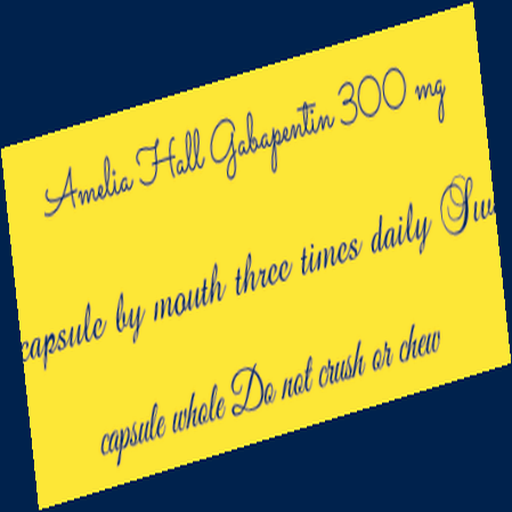 Amelia Hall Gabapentin 300 mg
capsule by mouth three times daily
capsule whole Do not crush or chew